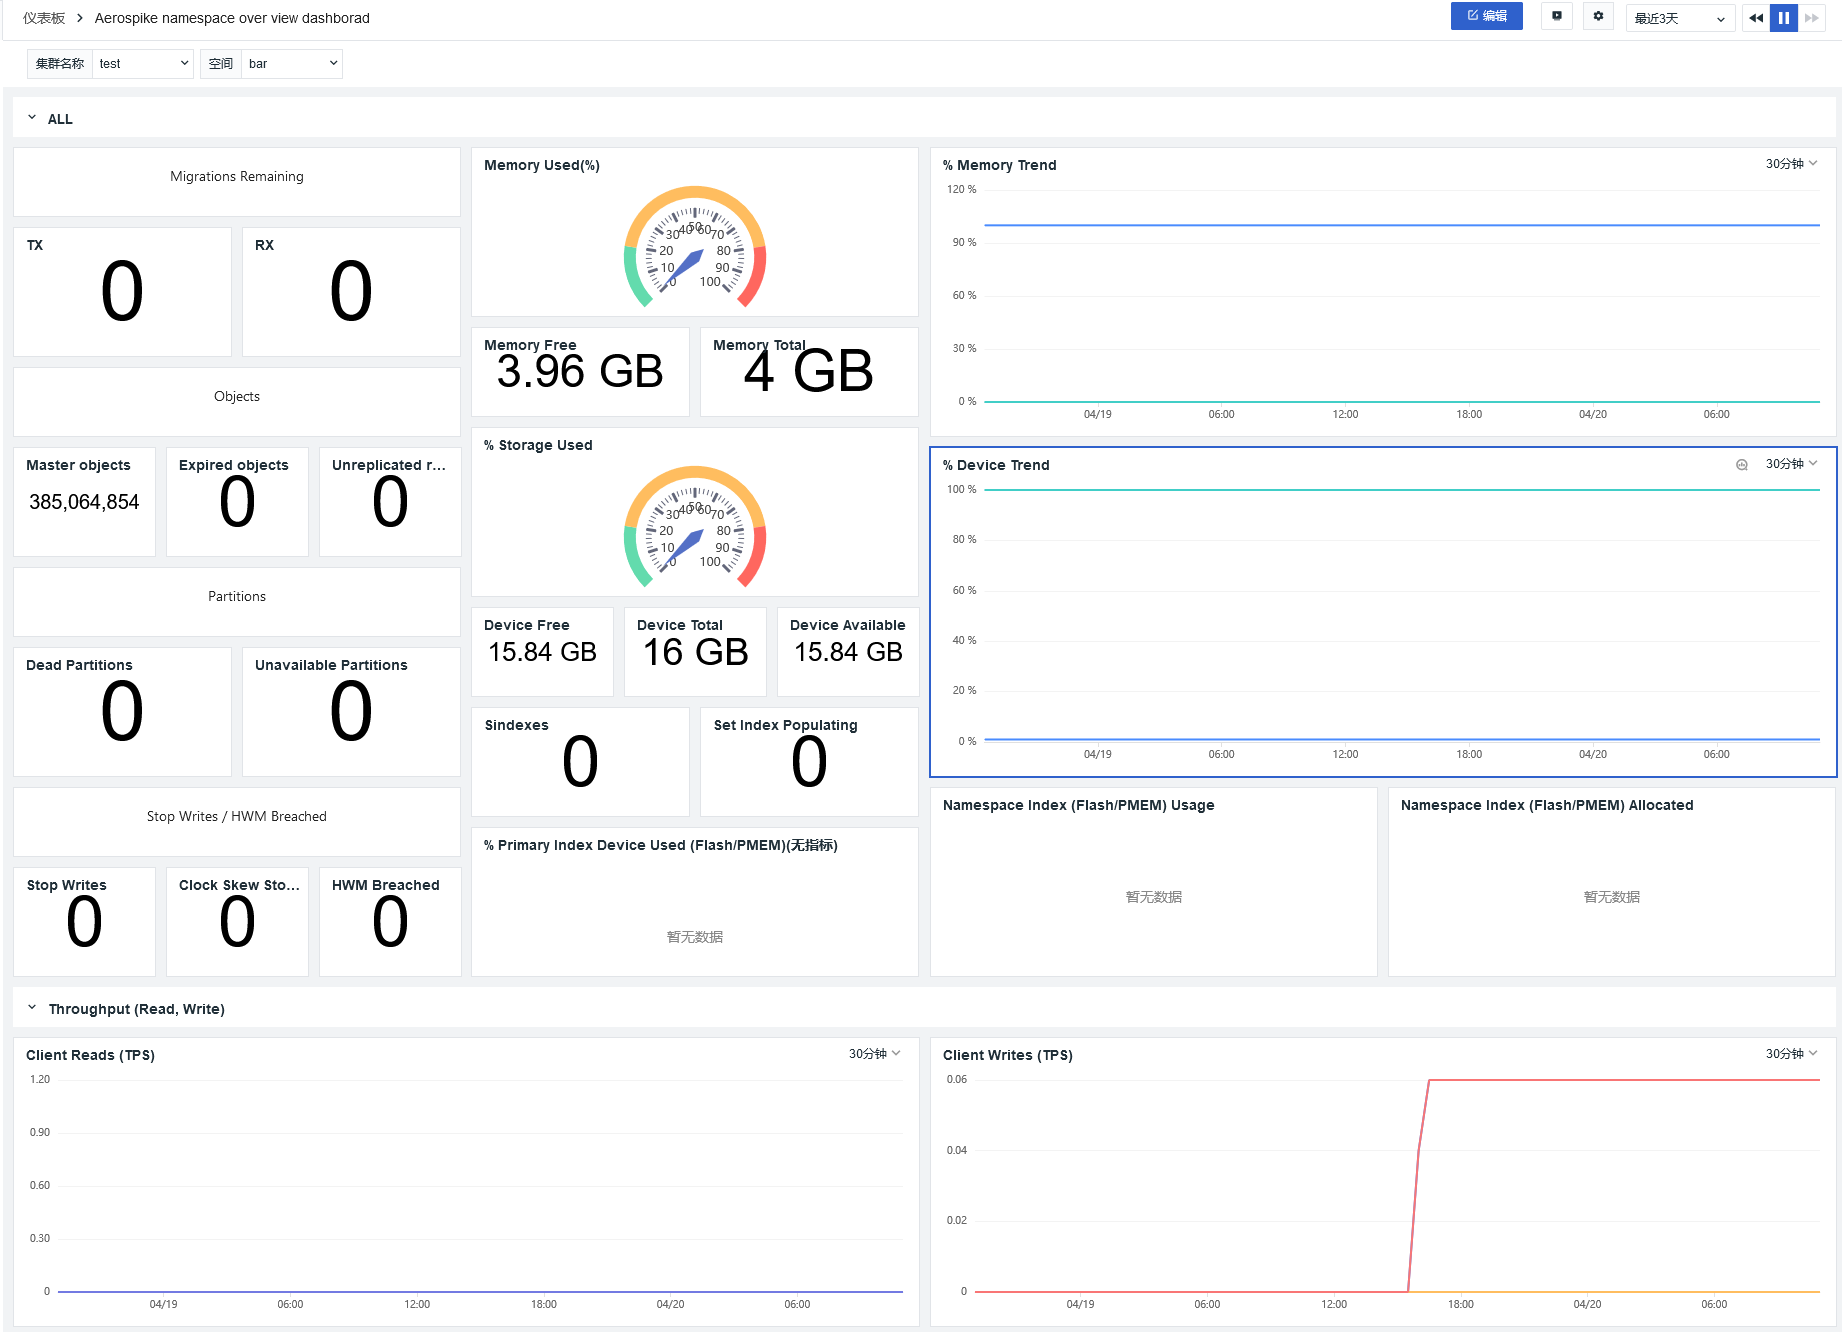 仪表板 > Aerospike namespace over view dashborad
编辑
最近3天
集群名称 test
空间 bar
ALL
Migrations Remaining
TX
0
RX
0
Objects
Master objects
385,064,854
Expired objects
0
Unreplicated r...
0
Partitions
Dead Partitions
0
Unavailable Partitions
0
Stop Writes / HWM Breached
Stop Writes
0
Clock Skew Sto...
0
HWM Breached
0
Memory Used(%)
0 10 20 30 40 50 60 70 80 90 100
Memory Free
3.96 GB
Memory Total
4 GB
% Storage Used
0 10 20 30 40 50 60 70 80 90 100
Device Free
15.84 GB
Device Total
16 GB
Device Available
15.84 GB
Sindexes
0
Set Index Populating
0
% Primary Index Device Used (Flash/PMEM)(无指标)
暂无数据
% Memory Trend
30分钟
120 %
90 %
60 %
30 %
0 %
04/19 06:00 12:00 18:00 04/20 06:00
% Device Trend
30分钟
100 %
80 %
60 %
40 %
20 %
0 %
04/19 06:00 12:00 18:00 04/20 06:00
Namespace Index (Flash/PMEM) Usage
暂无数据
Namespace Index (Flash/PMEM) Allocated
暂无数据
Throughput (Read, Write)
Client Reads (TPS)
30分钟
1.20
0.90
0.60
0.30
0
04/19 06:00 12:00 18:00 04/20 06:00
Client Writes (TPS)
30分钟
0.06
0.04
0.02
0
04/19 06:00 12:00 18:00 04/20 06:00